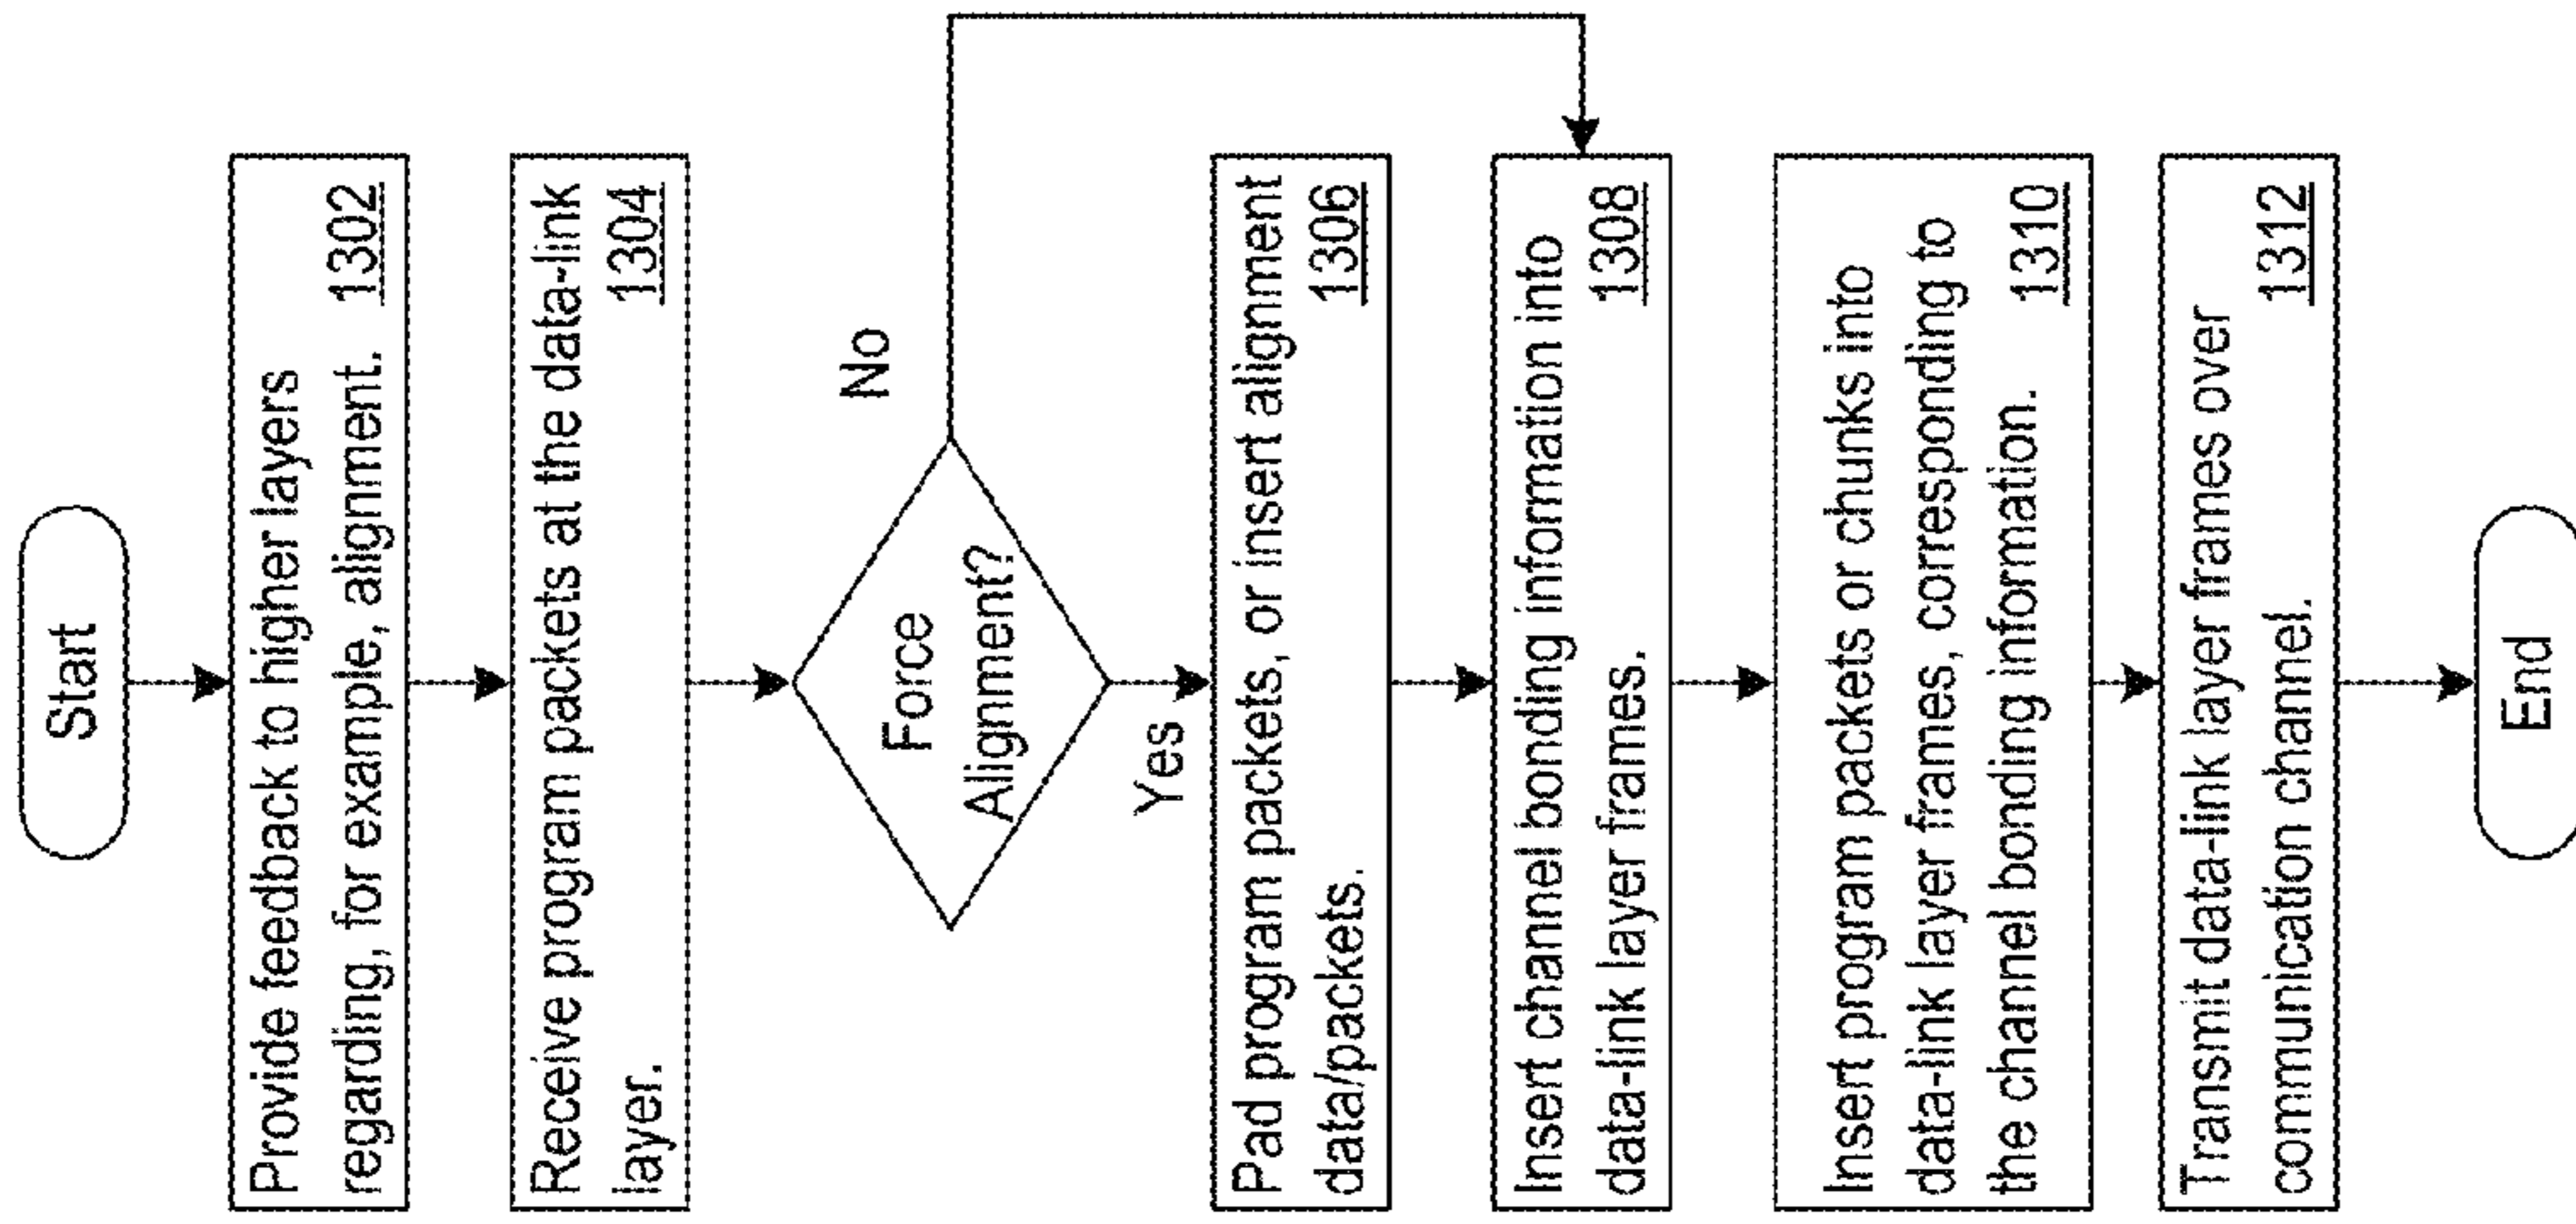 Start
Provide feedback to higher layers
regarding, for example, alignment. 1302
Receive program packets at the data-link
layer. 1304
Force
Alignment?
No
Yes
Pad program packets, or insert alignment
data/packets. 1306
Insert channel bonding information into
data-link layer frames. 1308
Insert program packets or chunks into
data-link layer frames, corresponding to
the channel bonding information. 1310
Transmit data-link layer frames over
communication channel. 1312
End